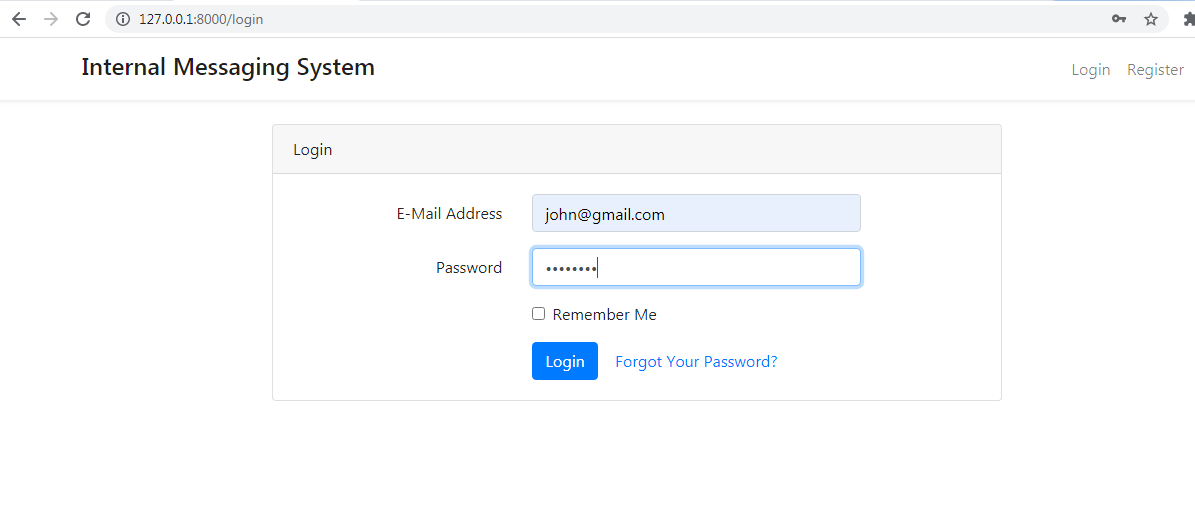 127.0.0.1:8000/login
Internal Messaging System
Login Register
Login
E-Mail Address john@gmail.com
Password ••••••••
Remember Me
Login Forgot Your Password?